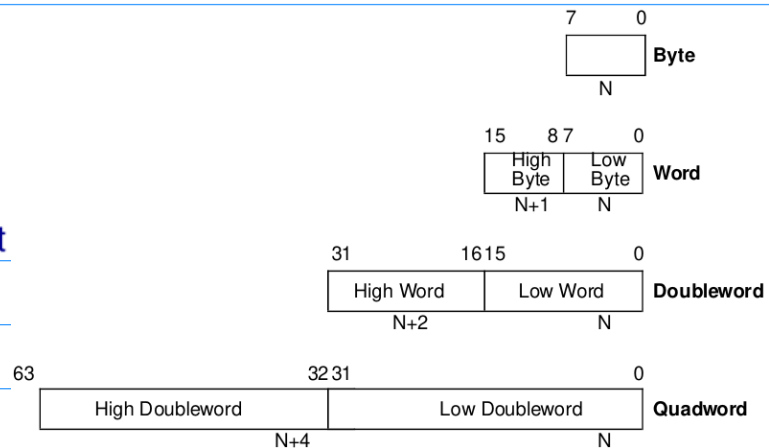 7 0
Byte
N
15 8 7 0
High Byte Low Byte Word
N+1 N
t
31 16 15 0
High Word Low Word Doubleword
N+2 N
63 32 31 0
High Doubleword Low Doubleword Quadword
N+4 N